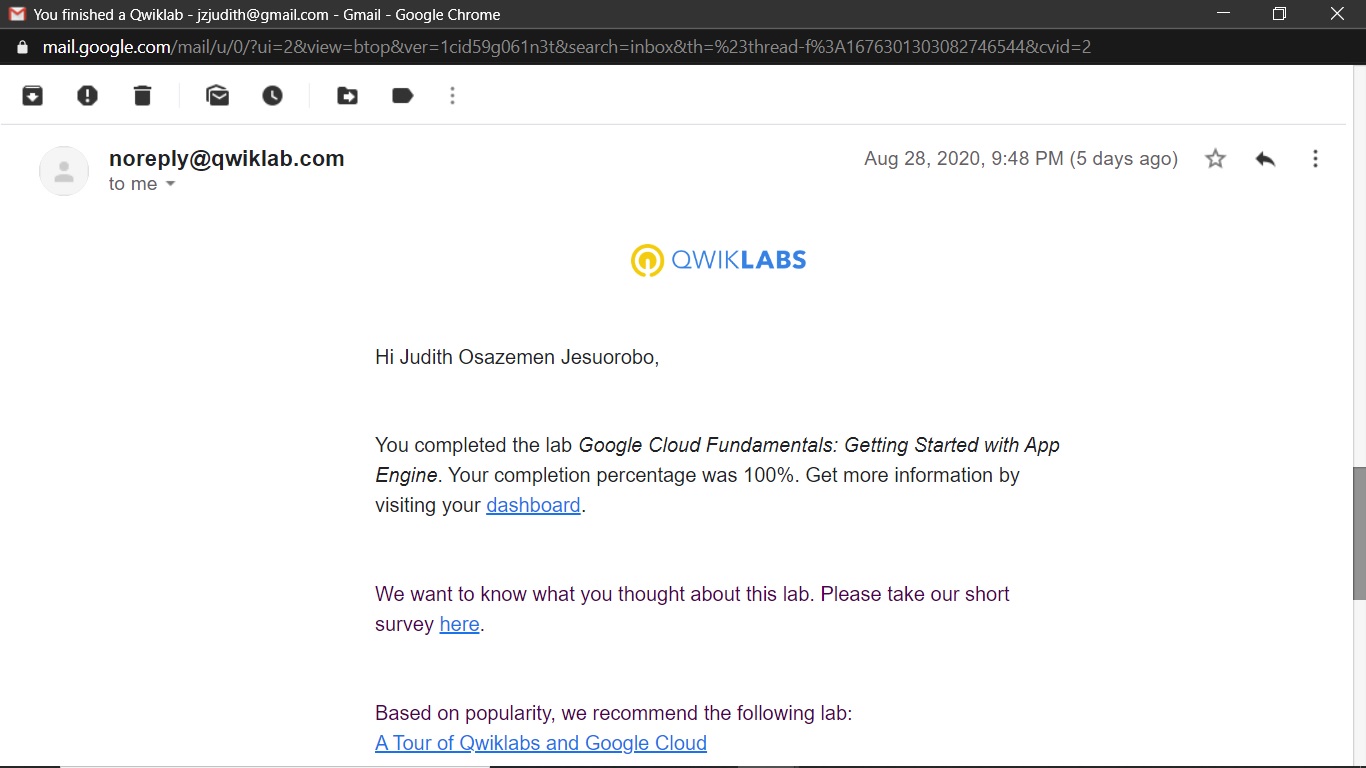 You finished a Qwiklab - jzjudith@gmail.com - Gmail - Google Chrome
mail.google.com/mail/u/0/?ui=2&view=btop&ver=1cid59g061n3t&search=inbox&th=%23thread-f%3A1676301303082746544&cvid=2
noreply@qwiklab.com
Aug 28, 2020, 9:48 PM (5 days ago)
to me
QWIKLABS
Hi Judith Osazemen Jesuorobo,
You completed the lab Google Cloud Fundamentals: Getting Started with App
Engine. Your completion percentage was 100%. Get more information by
visiting your dashboard.
We want to know what you thought about this lab. Please take our short
survey here.
Based on popularity, we recommend the following lab:
A Tour of Qwiklabs and Google Cloud